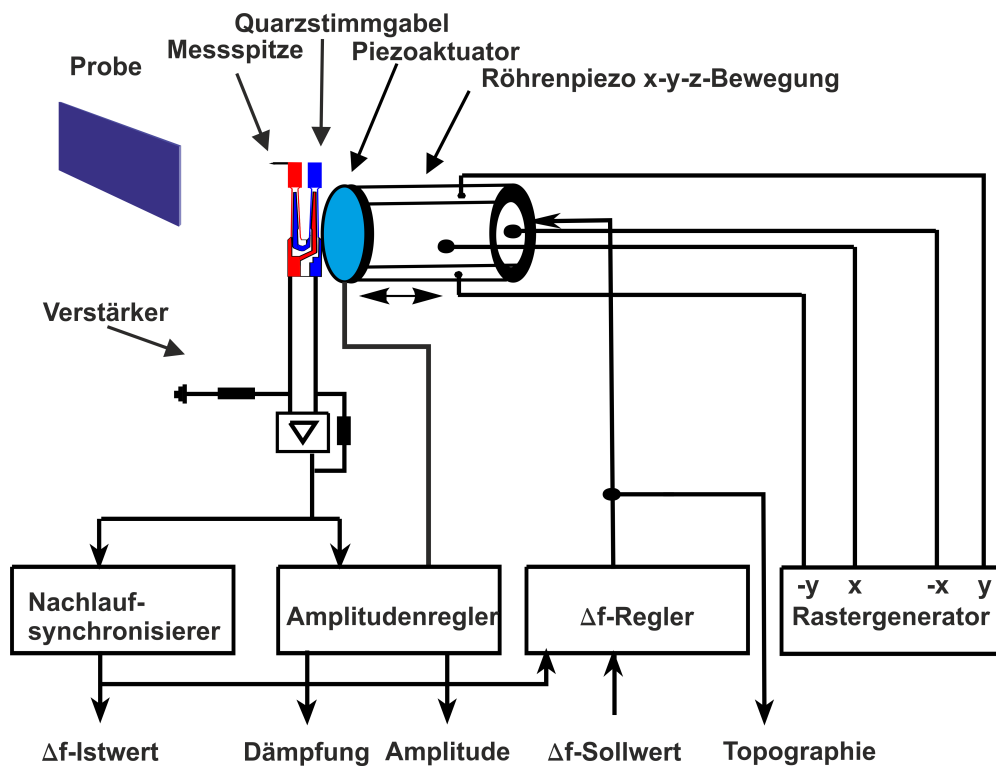 Quarzstimmgabel
Messspitze
Piezoaktuator
Probe
Röhrenpiezo x-y-z-Bewegung
Verstärker
-y x -x y
Nachlauf-
synchronisierer
Amplitudenregler
Δf-Regler
Rastergenerator
Δf-Istwert
Dämpfung
Amplitude
Δf-Sollwert
Topographie